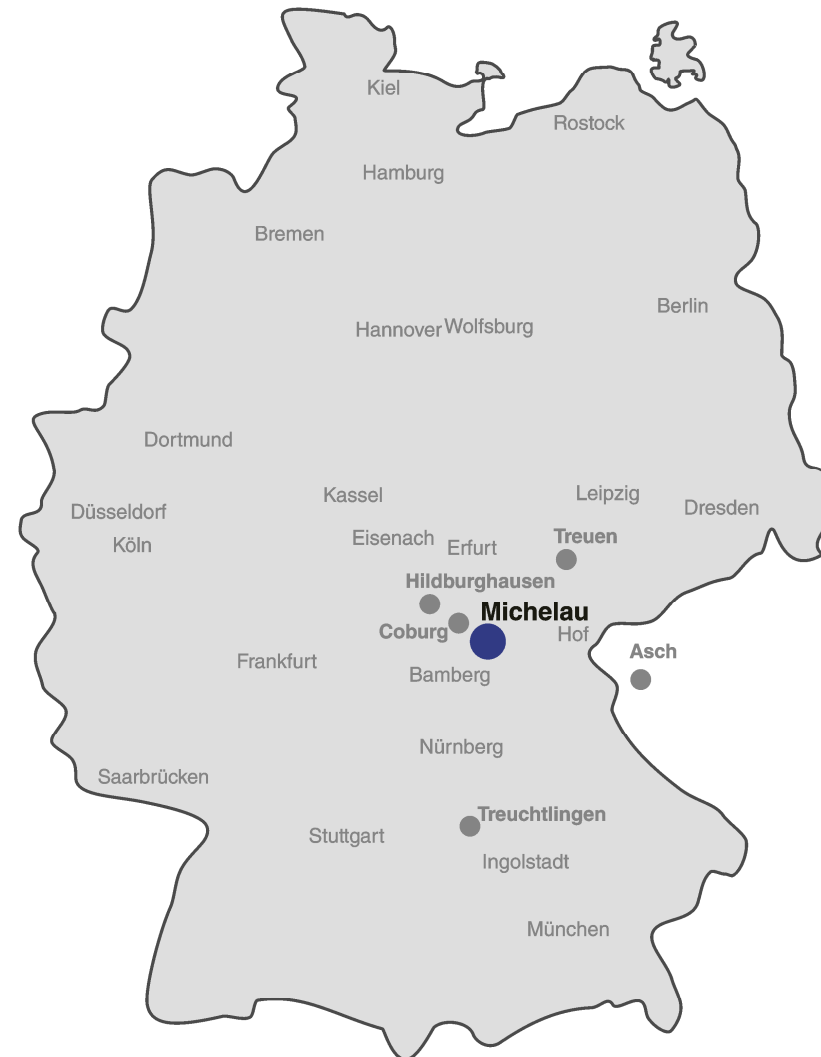 Kiel
Rostock
Hamburg
Bremen
Berlin
Hannover Wolfsburg
Dortmund
Kassel
Leipzig
Düsseldorf
Dresden
Köln
Eisenach
Erfurt
Treuen
Hildburghausen
Michelau
Coburg
Hof
Asch
Frankfurt
Bamberg
Nürnberg
Saarbrücken
Treuchtlingen
Stuttgart
Ingolstadt
München